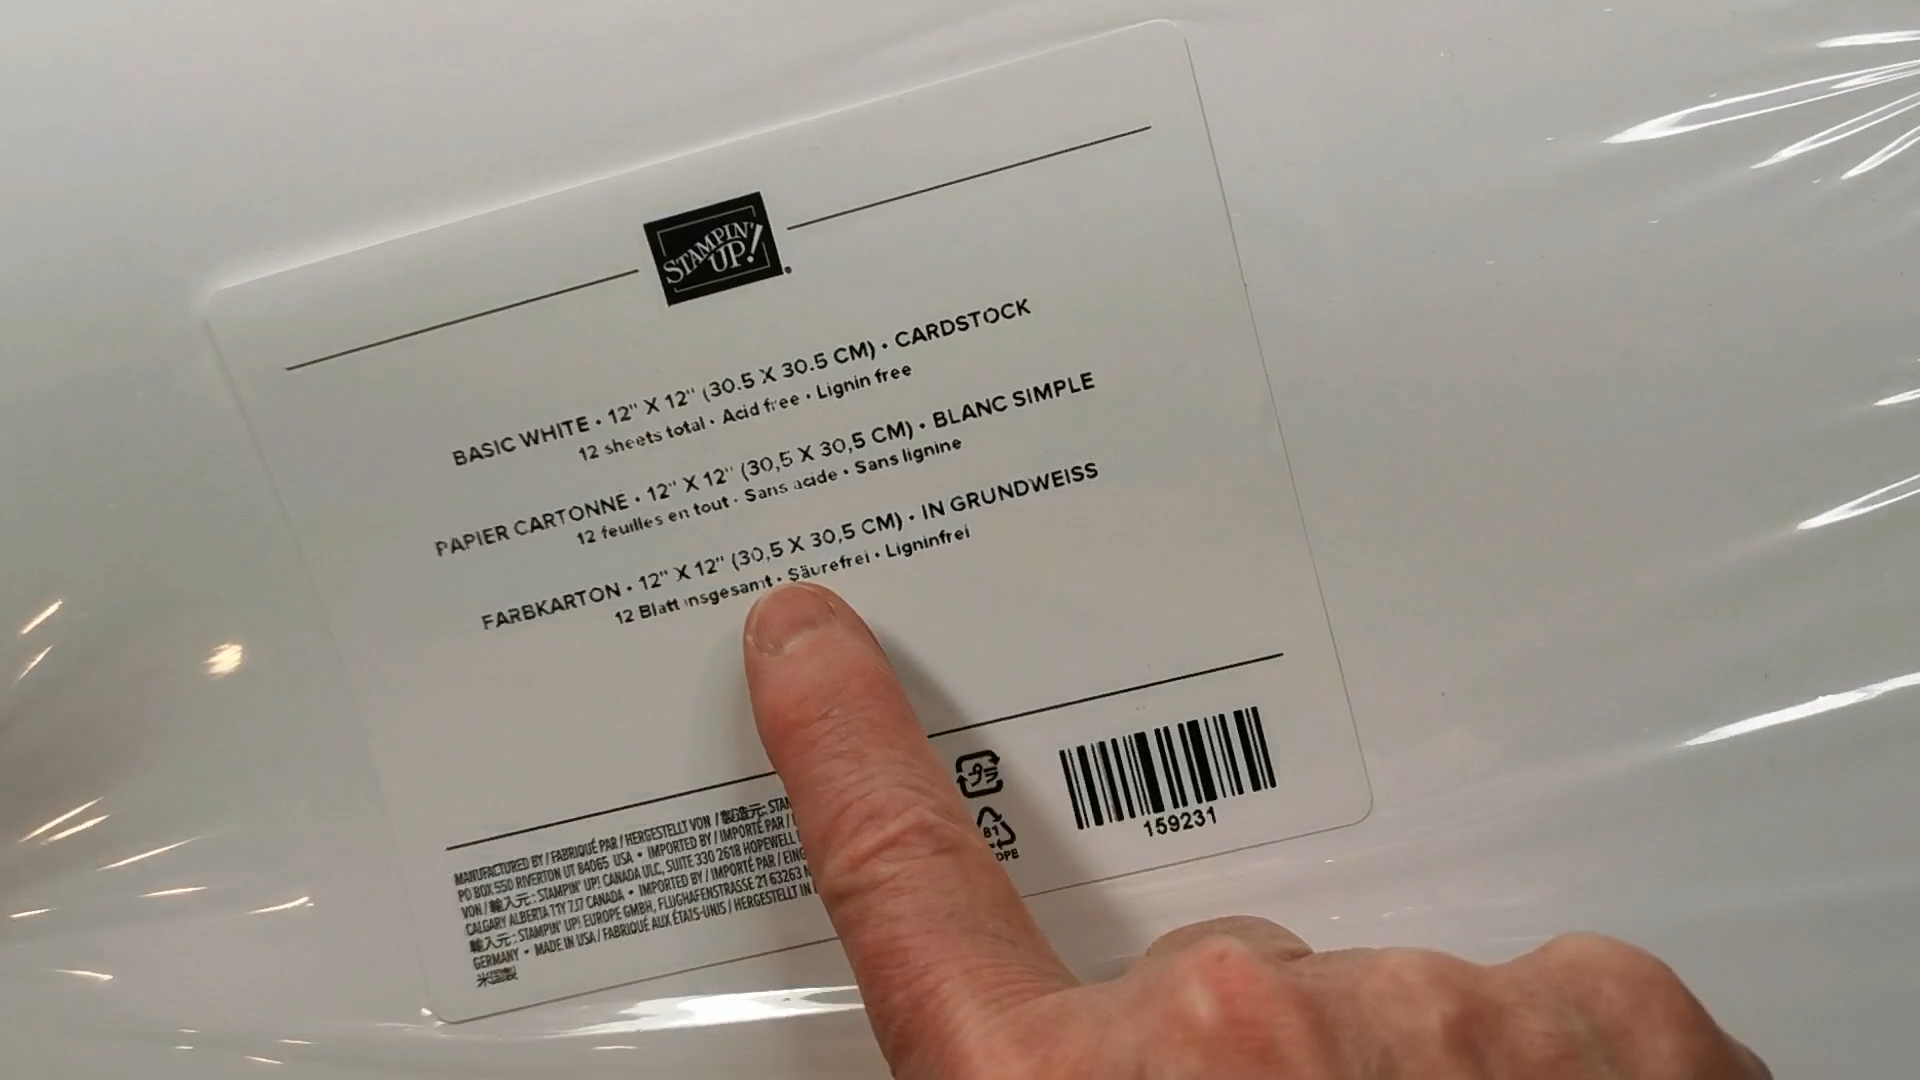 STAMPIN' UP!
BASIC WHITE • 12" X 12" (30.5 X 30.5 CM) • CARDSTOCK
12 sheets total • Acid free • Lignin free
PAPIER CARTONNE • 12" X 12" (30,5 X 30,5 CM) • BLANC SIMPLE
12 feuilles en tout • Sans acide • Sans lignine
FARBKARTON • 12" X 12" (30,5 X 30,5 CM) • IN GRUNDWEISS
12 Blatt insgesamt • Säurefrei • Ligninfrei
MANUFACTURED BY / FABRIQUÉ PAR / HERGESTELLT VON / 製造元:
PO BOX 550 RIVERTON UT 84065 USA • IMPORTED BY / IMPORTÉ PAR /
VON / 輸入元: STAMPIN' UP! CANADA ULC, SUITE 330 2618 HOPEWELL
CALGARY ALBERTA T1Y 7J7 CANADA • IMPORTED BY / IMPORTÉ PAR /
輸入元: STAMPIN' UP! EUROPE GMBH, FLUGHAFENSTRASSE 21 63263
GERMANY • MADE IN USA / FABRIQUÉ AUX ÉTATS-UNIS / HERGESTELLT IN
米国製
プラ
81
159231